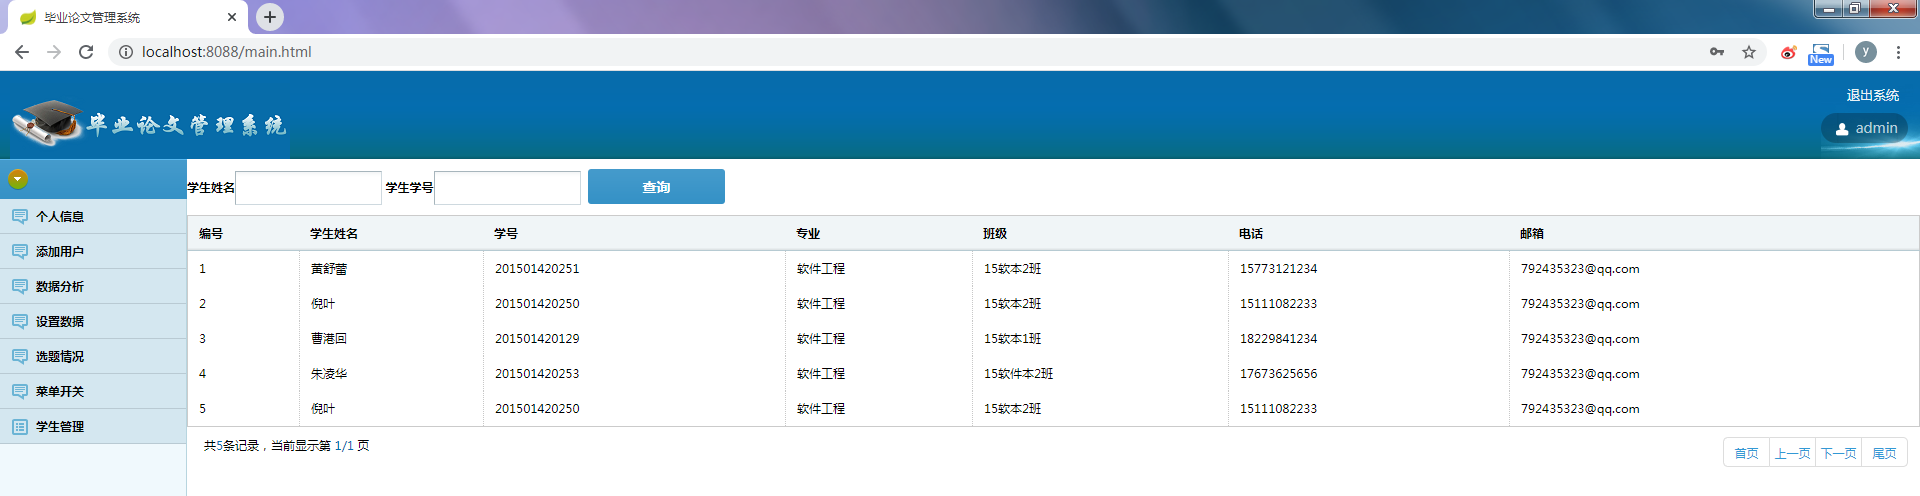 毕业论文管理系统
localhost:8088/main.html
New
y
毕业论文管理系统
退出系统
admin
个人信息
添加用户
数据分析
设置数据
选题情况
菜单开关
学生管理
学生姓名 学生学号 查询
编号 学生姓名 学号 专业 班级 电话 邮箱
1 黄舒蕾 201501420251 软件工程 15软本2班 15773121234 792435323@qq.com
2 倪叶 201501420250 软件工程 15软本2班 15111082233 792435323@qq.com
3 曹港回 201501420129 软件工程 15软本1班 18229841234 792435323@qq.com
4 朱凌华 201501420253 软件工程 15软件本2班 17673625656 792435323@qq.com
5 倪叶 201501420250 软件工程 15软本2班 15111082233 792435323@qq.com
共5条记录，当前显示第 1/1 页
首页 上一页 下一页 尾页